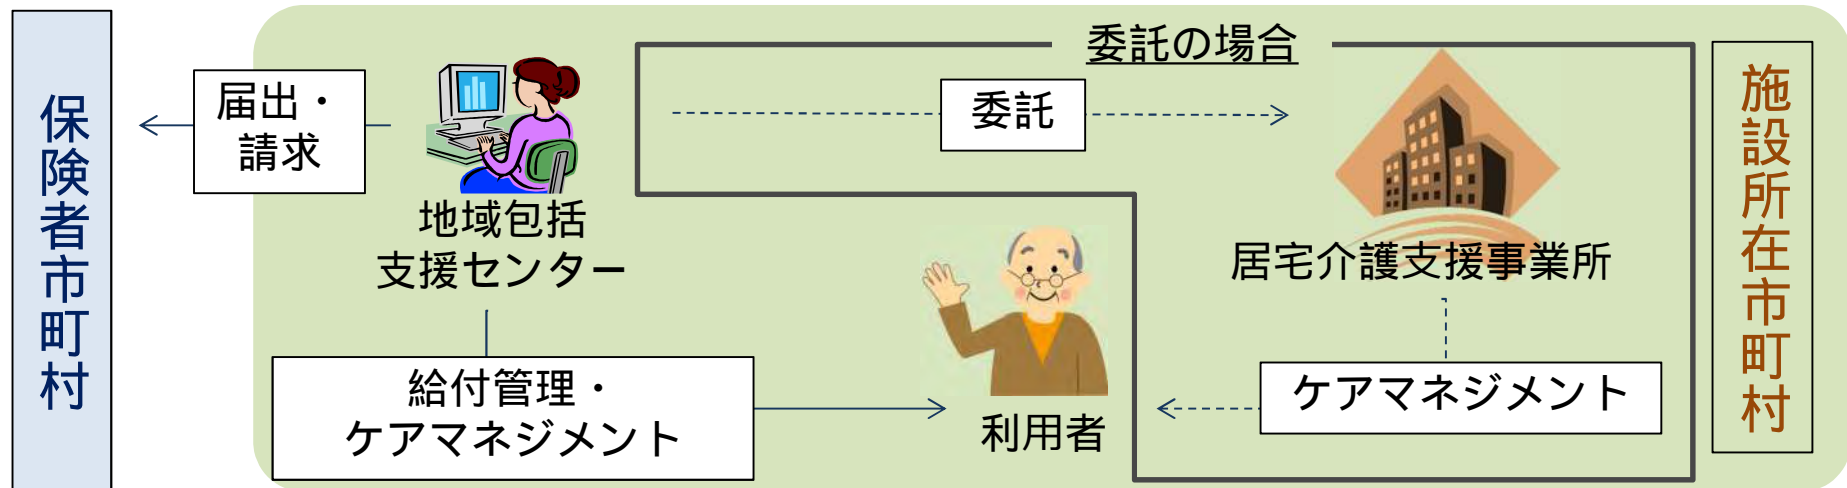 保険者市町村
届出・
請求
地域包括
支援センター
給付管理・
ケアマネジメント
利用者
委託の場合
委託
居宅介護支援事業所
ケアマネジメント
施設所在市町村